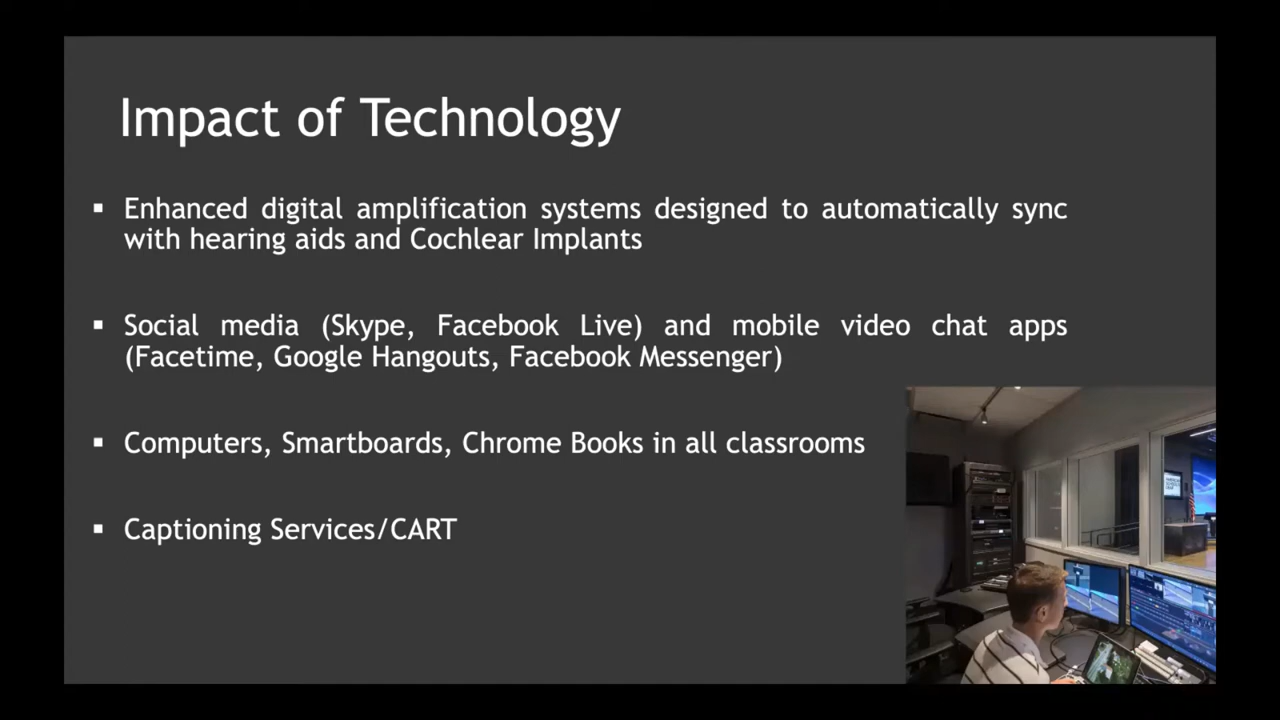 Impact of Technology
▪ Enhanced digital amplification systems designed to automatically sync
with hearing aids and Cochlear Implants
▪ Social media (Skype, Facebook Live) and mobile video chat apps
(Facetime, Google Hangouts, Facebook Messenger)
▪ Computers, Smartboards, Chrome Books in all classrooms
▪ Captioning Services/CART